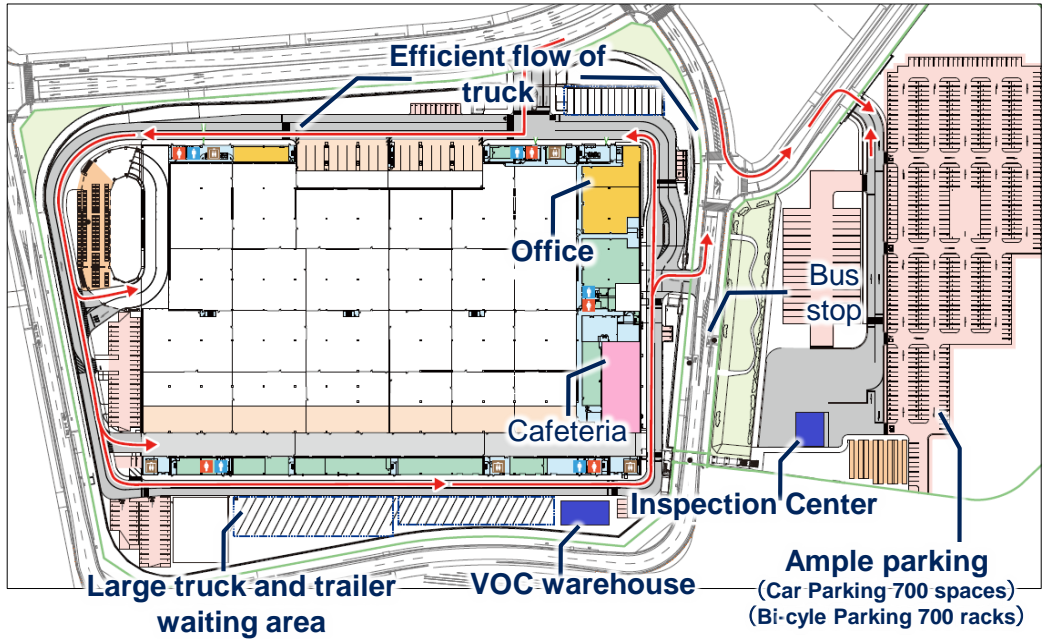 Efficient flow of
truck
Office
Bus
stop
Cafeteria
Inspection Center
Large truck and trailer
waiting area
VOC warehouse
Ample parking
(Car Parking 700 spaces)
(Bi-cyle Parking 700 racks)